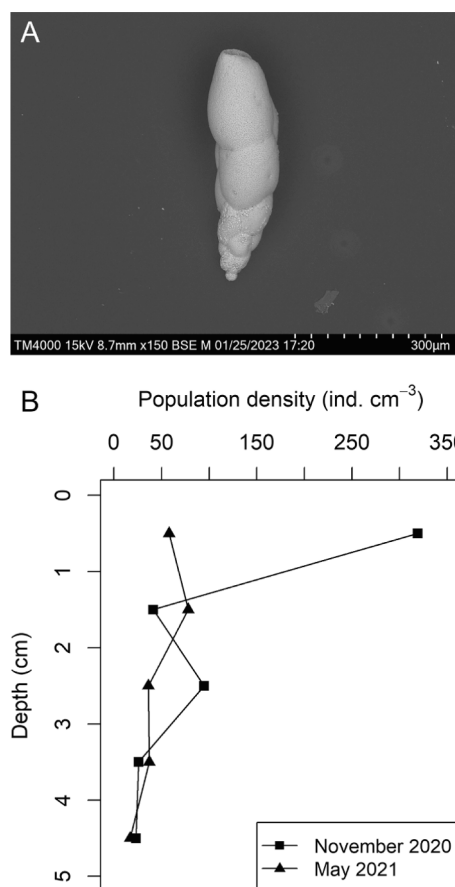 A
TM4000 15kV 8.7mm x150 BSE M 01/25/2023 17:20 300μm
B
Population density (ind. cm⁻³)
0 50 150 250 350
Depth (cm)
0
1
2
3
4
5
November 2020
May 2021